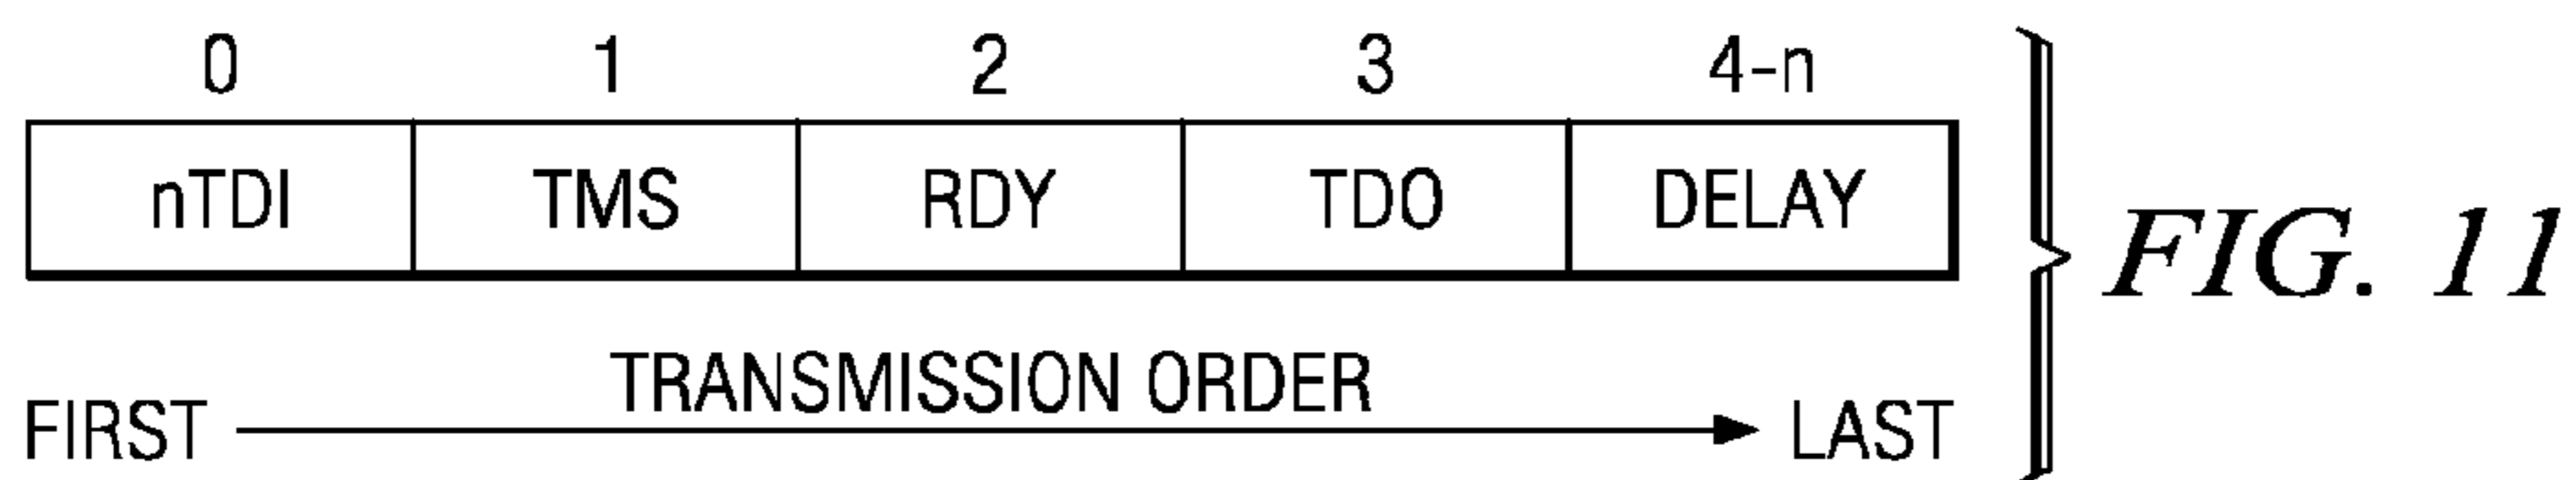 0 1 2 3 4-n
nTDI TMS RDY TDO DELAY
TRANSMISSION ORDER
FIRST LAST
FIG. 11